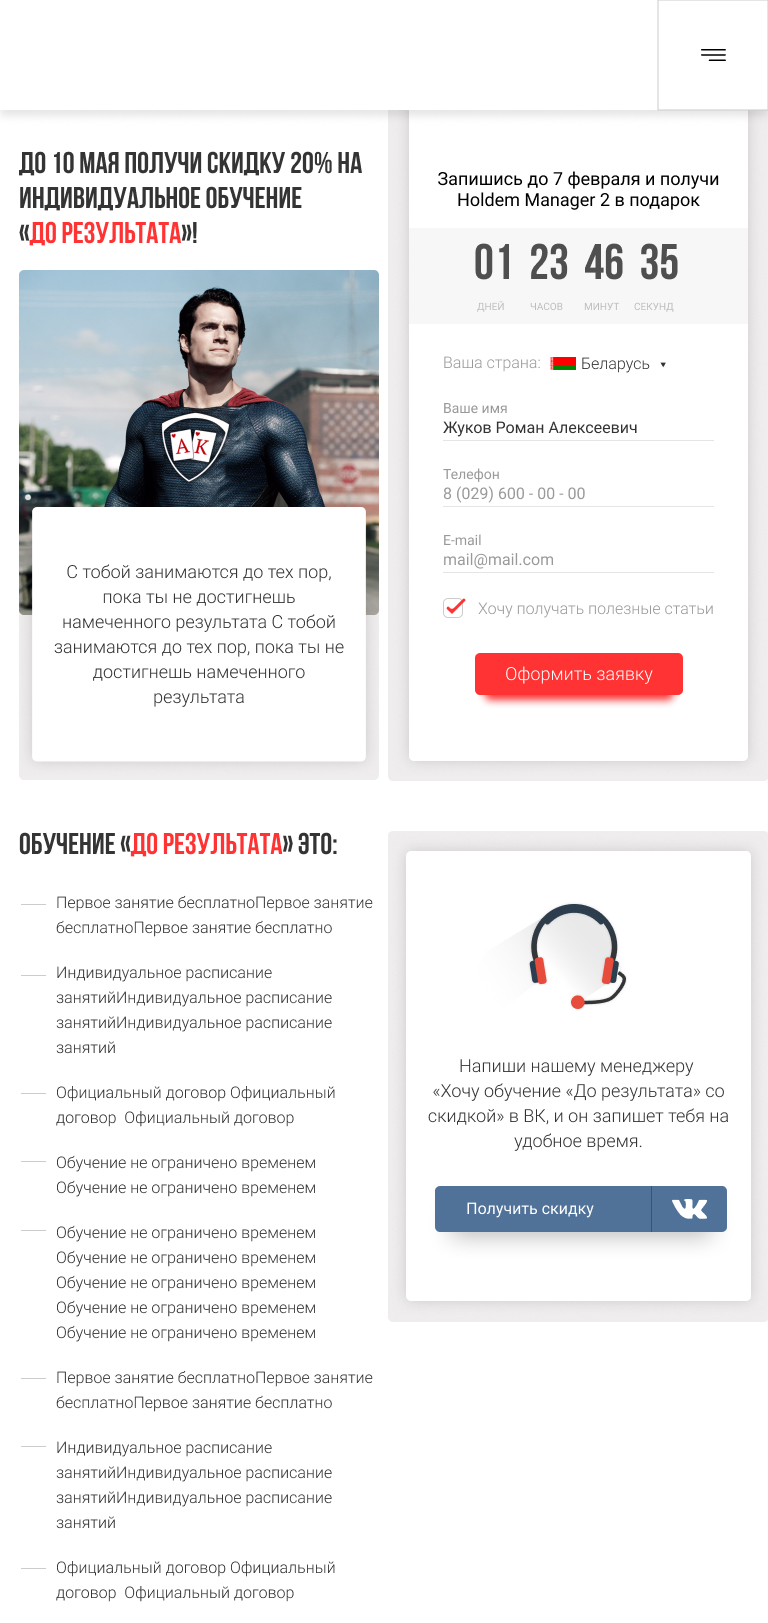 ДО 10 МАЯ ПОЛУЧИ СКИДКУ 20% НА
ИНДИВИДУАЛЬНОЕ ОБУЧЕНИЕ
«ДО РЕЗУЛЬТАТА»!
А К
С тобой занимаются до тех пор,
пока ты не достигнешь
намеченного результата С тобой
занимаются до тех пор, пока ты не
достигнешь намеченного
результата
Запишись до 7 февраля и получи
Holdem Manager 2 в подарок
01 23 46 35
ДНЕЙ ЧАСОВ МИНУТ СЕКУНД
Ваша страна: Беларусь
Ваше имя
Жуков Роман Алексеевич
Телефон
8 (029) 600 - 00 - 00
E-mail
mail@mail.com
Хочу получать полезные статьи
Оформить заявку
ОБУЧЕНИЕ «ДО РЕЗУЛЬТАТА» ЭТО:
Первое занятие бесплатноПервое занятие
бесплатноПервое занятие бесплатно
Индивидуальное расписание
занятийИндивидуальное расписание
занятийИндивидуальное расписание
занятий
Официальный договор Официальный
договор  Официальный договор
Обучение не ограничено временем
Обучение не ограничено временем
Обучение не ограничено временем
Обучение не ограничено временем
Обучение не ограничено временем
Обучение не ограничено временем
Обучение не ограничено временем
Первое занятие бесплатноПервое занятие
бесплатноПервое занятие бесплатно
Индивидуальное расписание
занятийИндивидуальное расписание
занятийИндивидуальное расписание
занятий
Официальный договор Официальный
договор  Официальный договор
Напиши нашему менеджеру
«Хочу обучение «До результата» со
скидкой» в ВК, и он запишет тебя на
удобное время.
Получить скидку